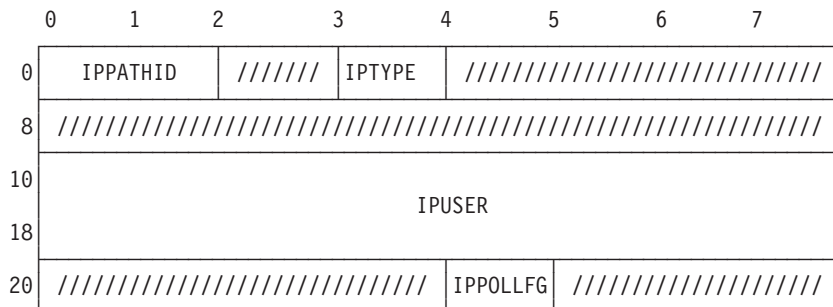 0 1 2 3 4 5 6 7
0 IPPATHID /////// IPTYPE //////////////////////////////
8 ////////////////////////////////////////////////////////////////
10
IPUSER
18
20 /////////////////////////////// IPPOLLFG /////////////////////